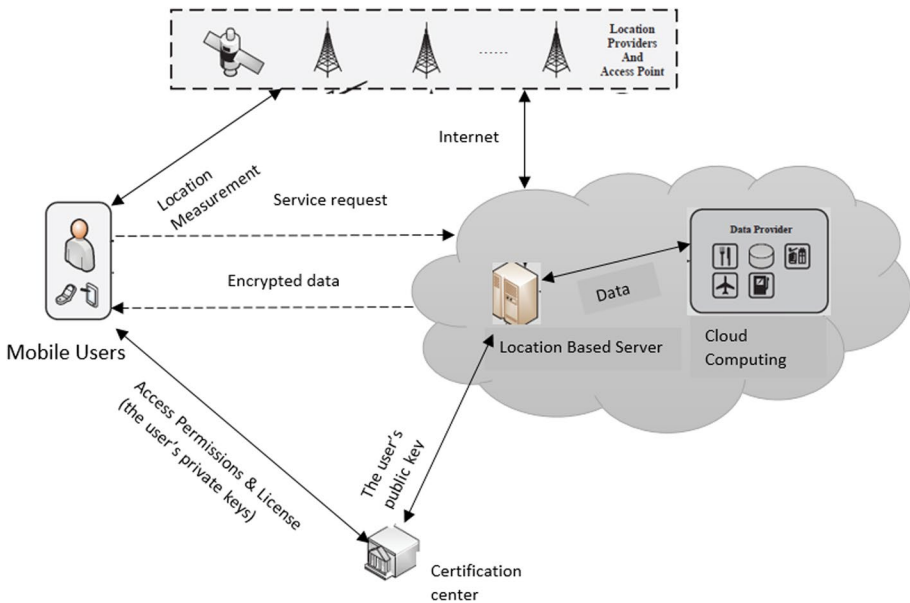 Location
Providers
And
Access Point
......
Internet
Location
Measurement
Service request
Data Provider
Encrypted data
Data
Mobile Users
Location Based Server
Cloud
Computing
Access Permissions & License
(the user's private keys)
The user's
public key
Certification
center